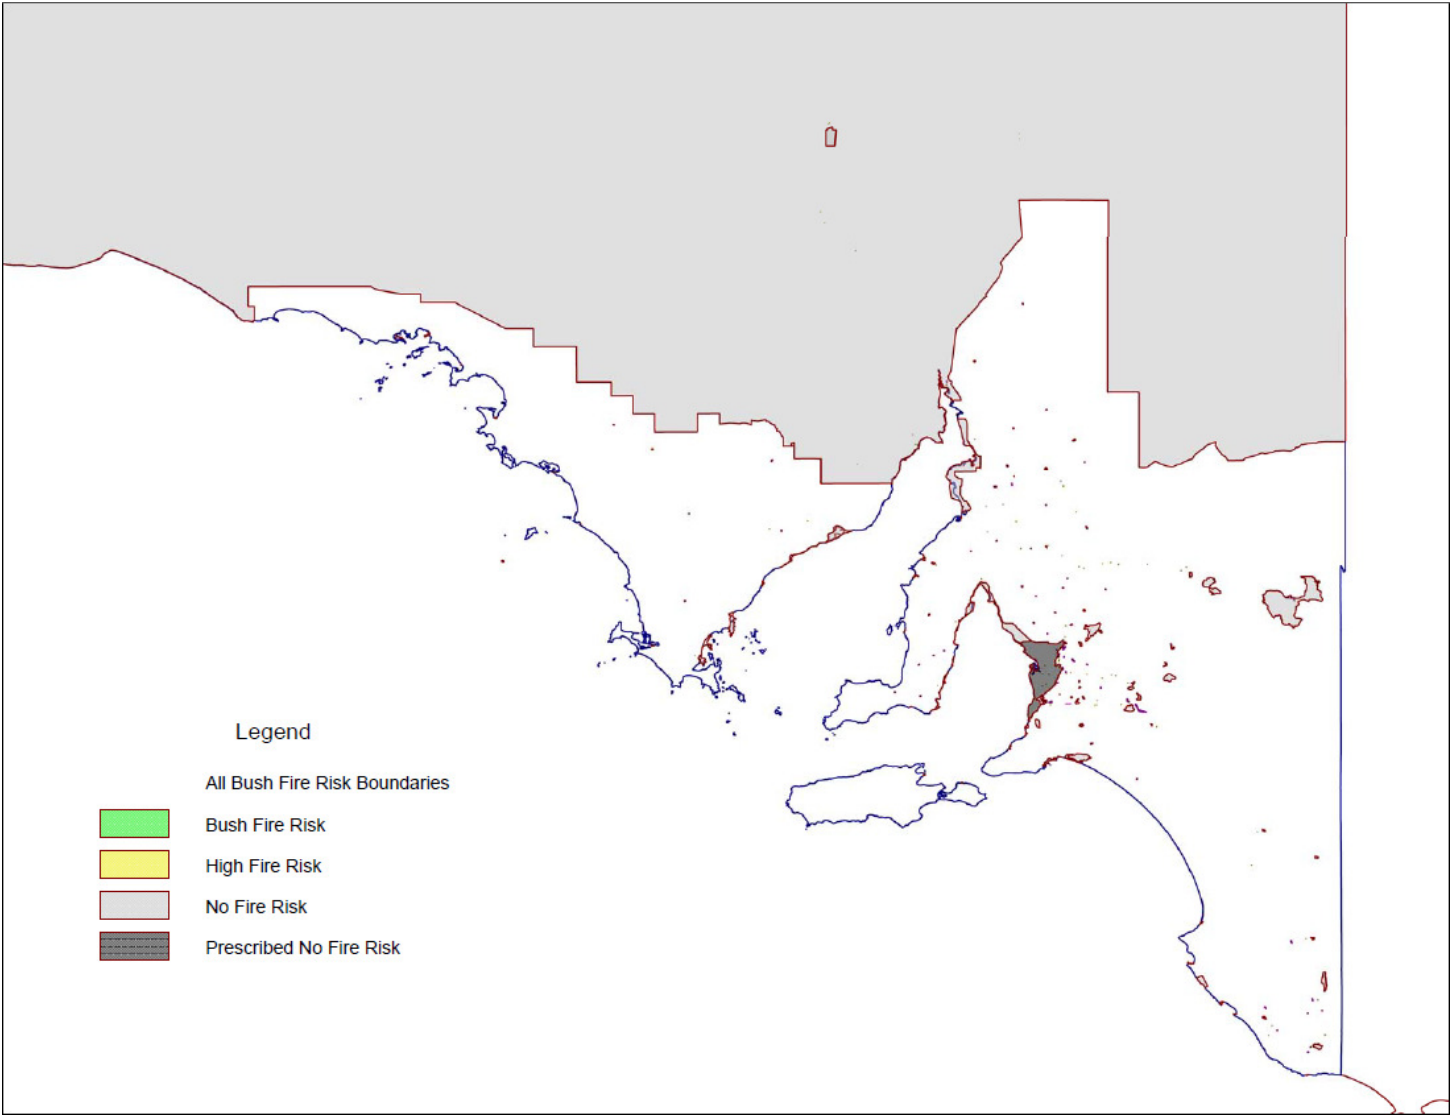 Legend
All Bush Fire Risk Boundaries
Bush Fire Risk
High Fire Risk
No Fire Risk
Prescribed No Fire Risk